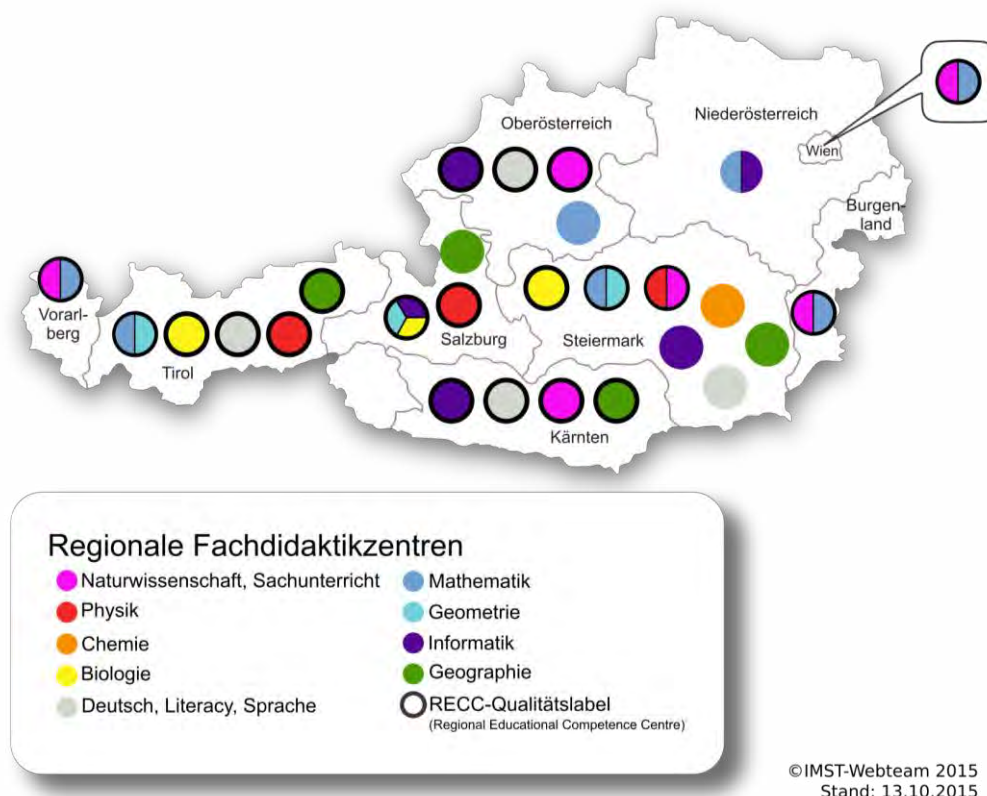 Oberösterreich
Niederösterreich
Wien
Burgen-
land
Vorarl-
berg
Tirol
Salzburg
Steiermark
Kärnten
Regionale Fachdidaktikzentren
Naturwissenschaft, Sachunterricht
Physik
Chemie
Biologie
Deutsch, Literacy, Sprache
Mathematik
Geometrie
Informatik
Geographie
RECC-Qualitätslabel
(Regional Educational Competence Centre)
©IMST-Webteam 2015
Stand: 13.10.2015